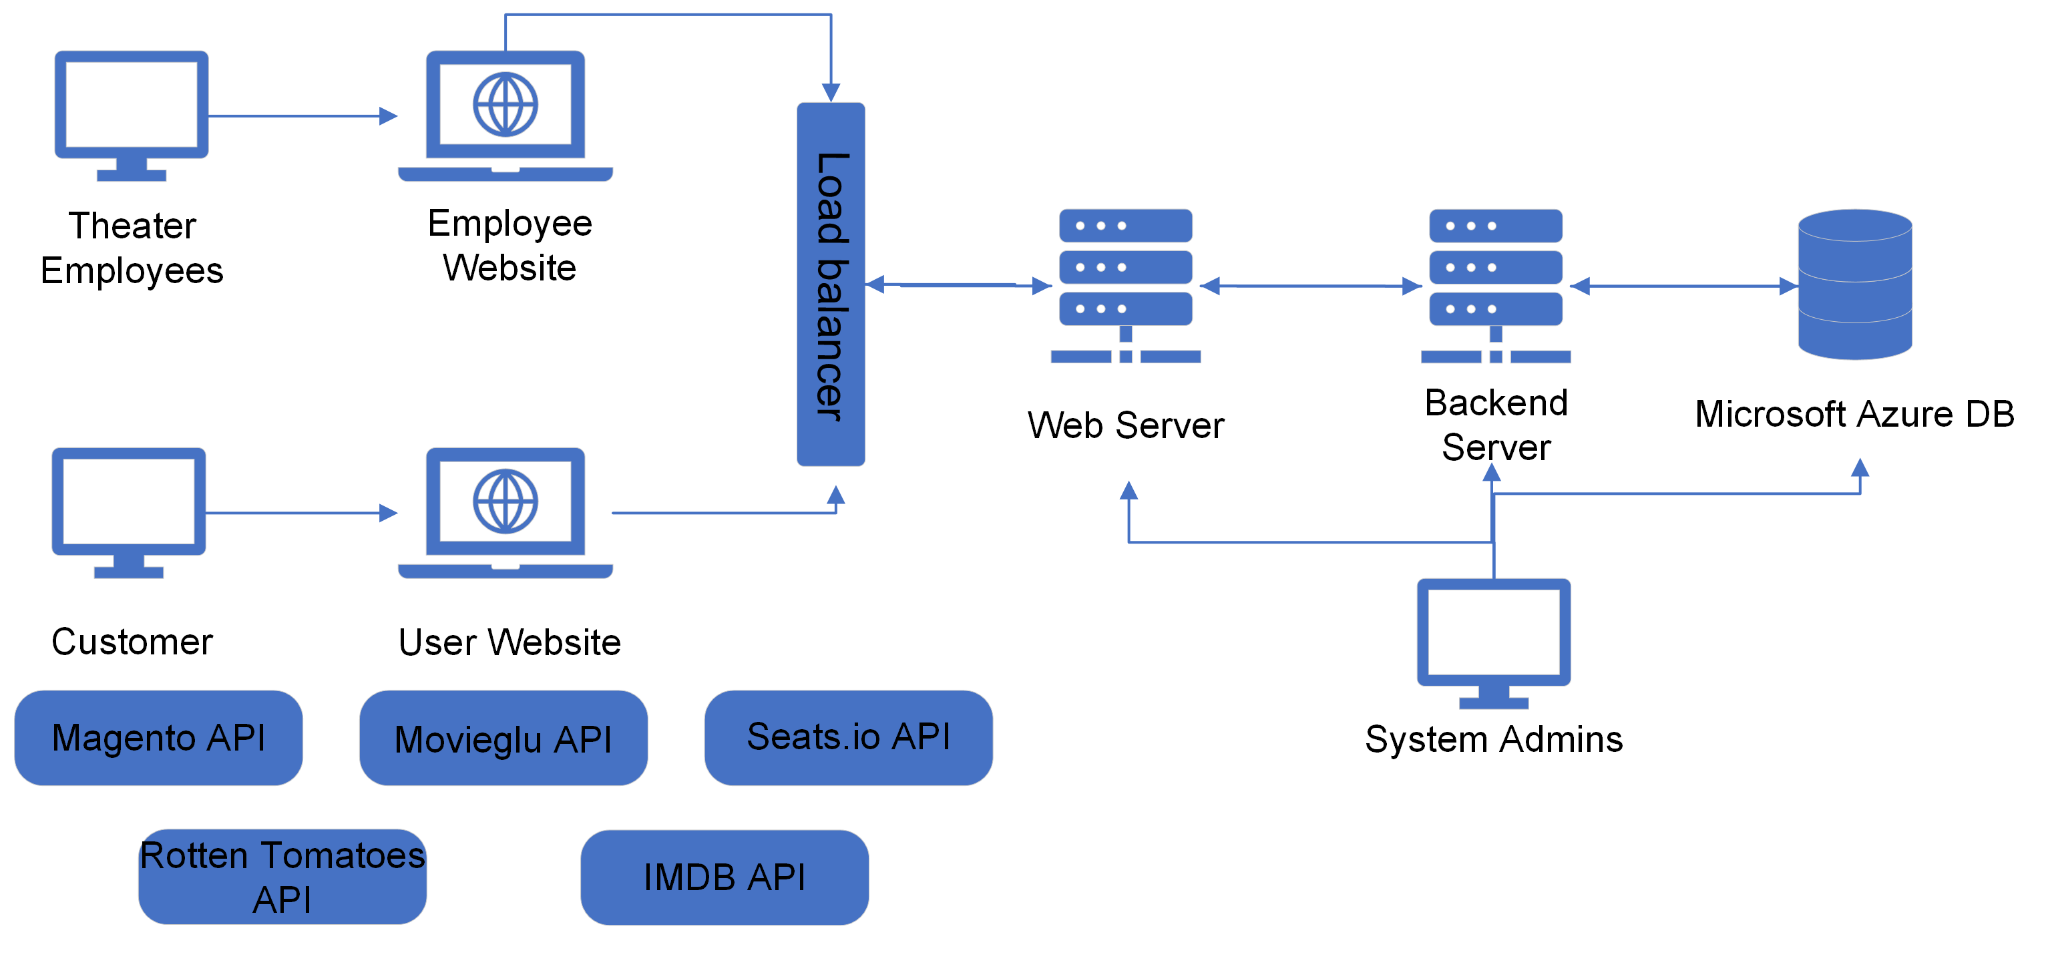 Theater
Employees
Employee
Website
Load balancer
Web Server
Backend
Server
Microsoft Azure DB
Customer
User Website
System Admins
Magento API
Movieglu API
Seats.io API
Rotten Tomatoes
API
IMDB API